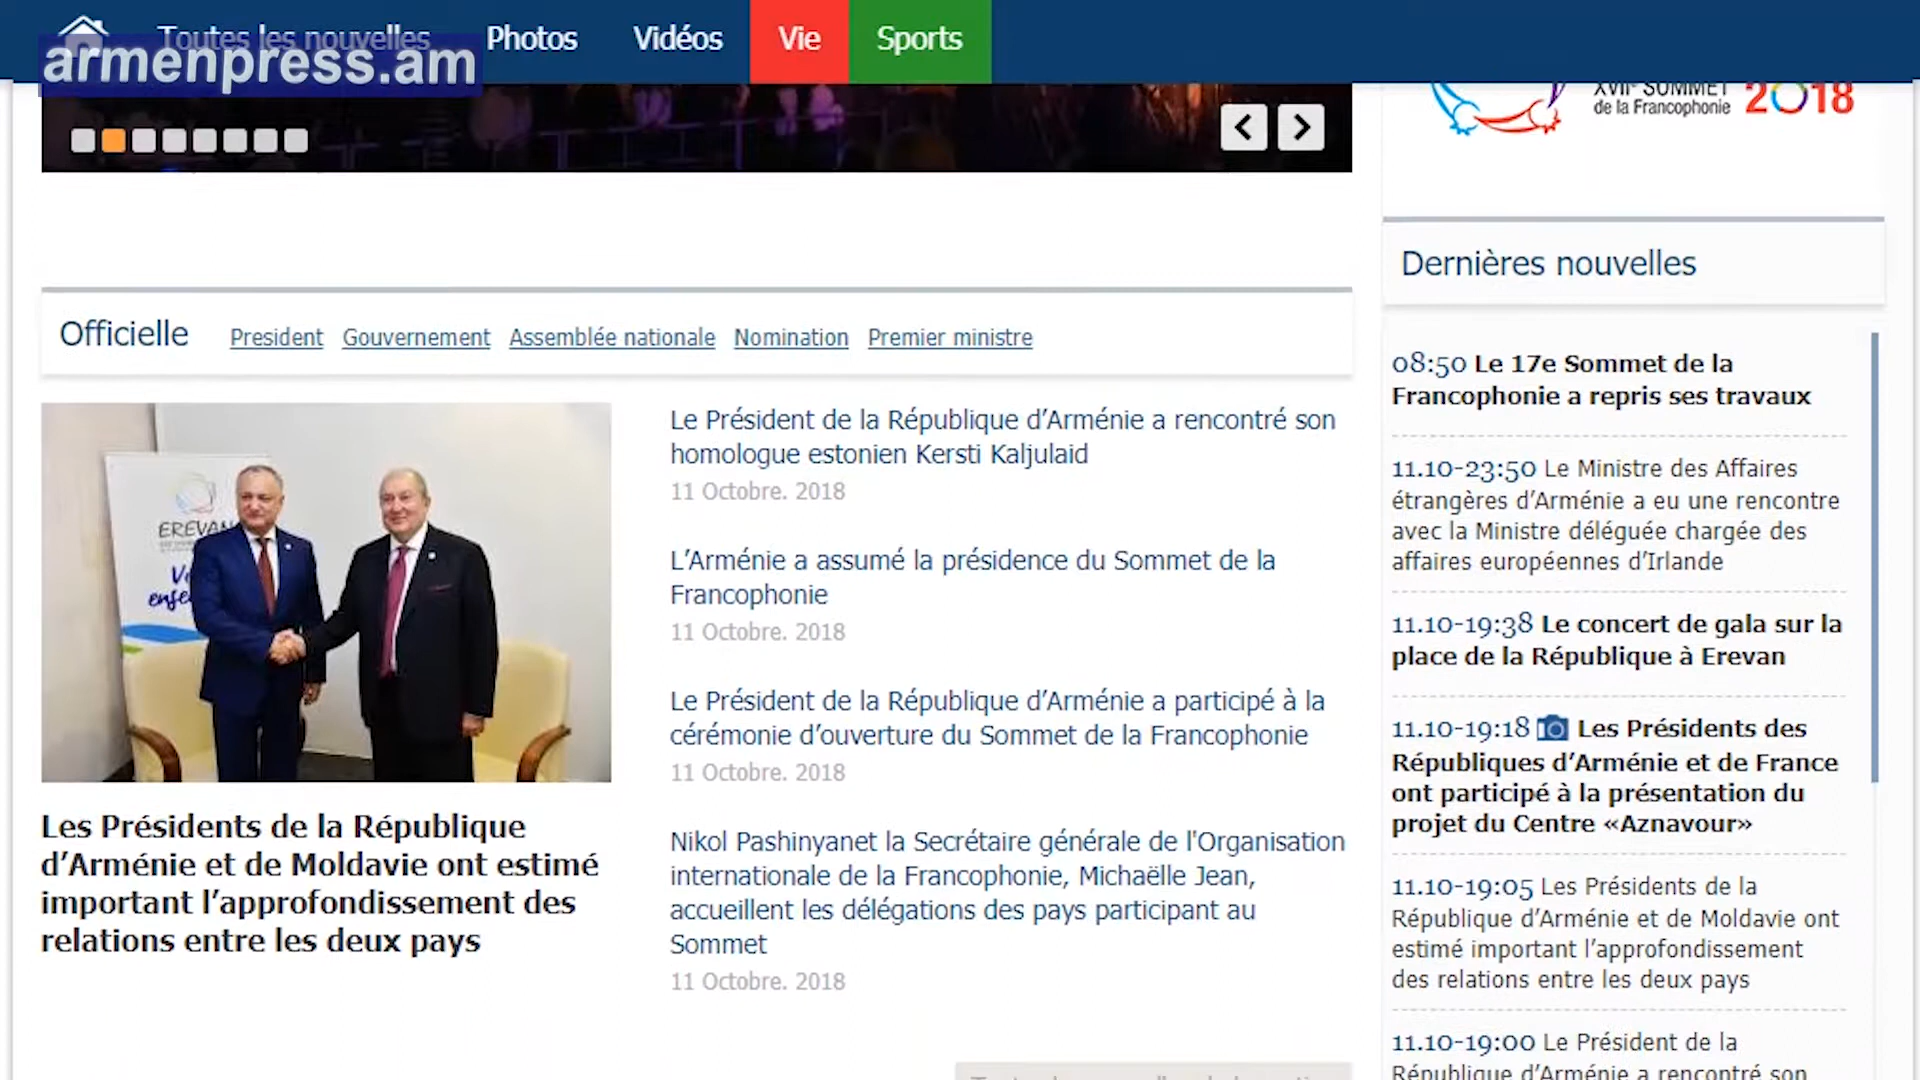 Toutes les nouvelles
Photos
Vidéos
Vie
Sports
armenpress.am
XVIIe SOMMET
de la Francophonie
2018
Officielle
President
Gouvernement
Assemblée nationale
Nomination
Premier ministre
EREVAN
Les Présidents de la République
d’Arménie et de Moldavie ont estimé
important l’approfondissement des
relations entre les deux pays
Le Président de la République d’Arménie a rencontré son
homologue estonien Kersti Kaljulaid
11 Octobre. 2018
L’Arménie a assumé la présidence du Sommet de la
Francophonie
11 Octobre. 2018
Le Président de la République d’Arménie a participé à la
cérémonie d’ouverture du Sommet de la Francophonie
11 Octobre. 2018
Nikol Pashinyanet la Secrétaire générale de l'Organisation
internationale de la Francophonie, Michaëlle Jean,
accueillent les délégations des pays participant au
Sommet
11 Octobre. 2018
Dernières nouvelles
08:50 Le 17e Sommet de la
Francophonie a repris ses travaux
11.10-23:50 Le Ministre des Affaires
étrangères d’Arménie a eu une rencontre
avec la Ministre déléguée chargée des
affaires européennes d’Irlande
11.10-19:38 Le concert de gala sur la
place de la République à Erevan
11.10-19:18 Les Présidents des
Républiques d’Arménie et de France
ont participé à la présentation du
projet du Centre «Aznavour»
11.10-19:05 Les Présidents de la
République d’Arménie et de Moldavie ont
estimé important l’approfondissement
des relations entre les deux pays
11.10-19:00 Le Président de la
République d’Arménie a rencontré son